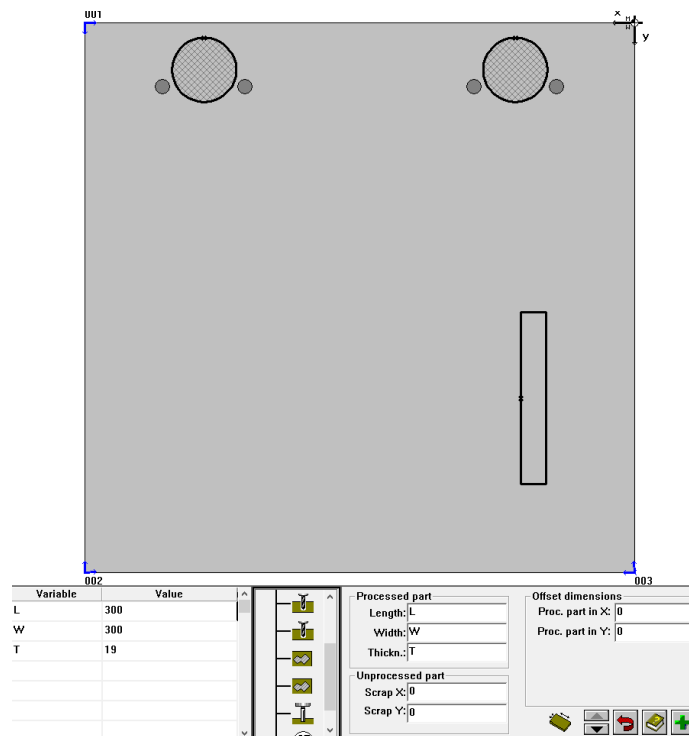 001
x
y
002
003
Variable Value
L 300
W 300
T 19
Processed part
Length: L
Width: W
Thickn.: T
Unprocessed part
Scrap X: 0
Scrap Y: 0
Offset dimensions
Proc. part in X: 0
Proc. part in Y: 0